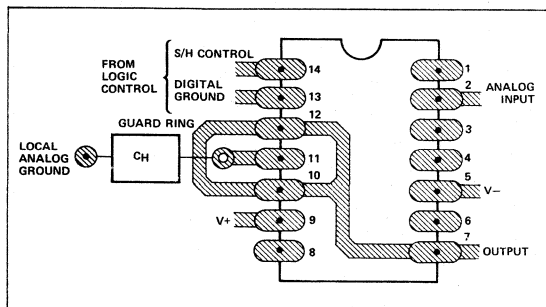 FROM LOGIC CONTROL
S/H CONTROL
DIGITAL GROUND
GUARD RING
LOCAL ANALOG GROUND
CH
V+
14
13
12
11
10
9
8
1
2
3
4
5
6
7
ANALOG INPUT
V−
OUTPUT